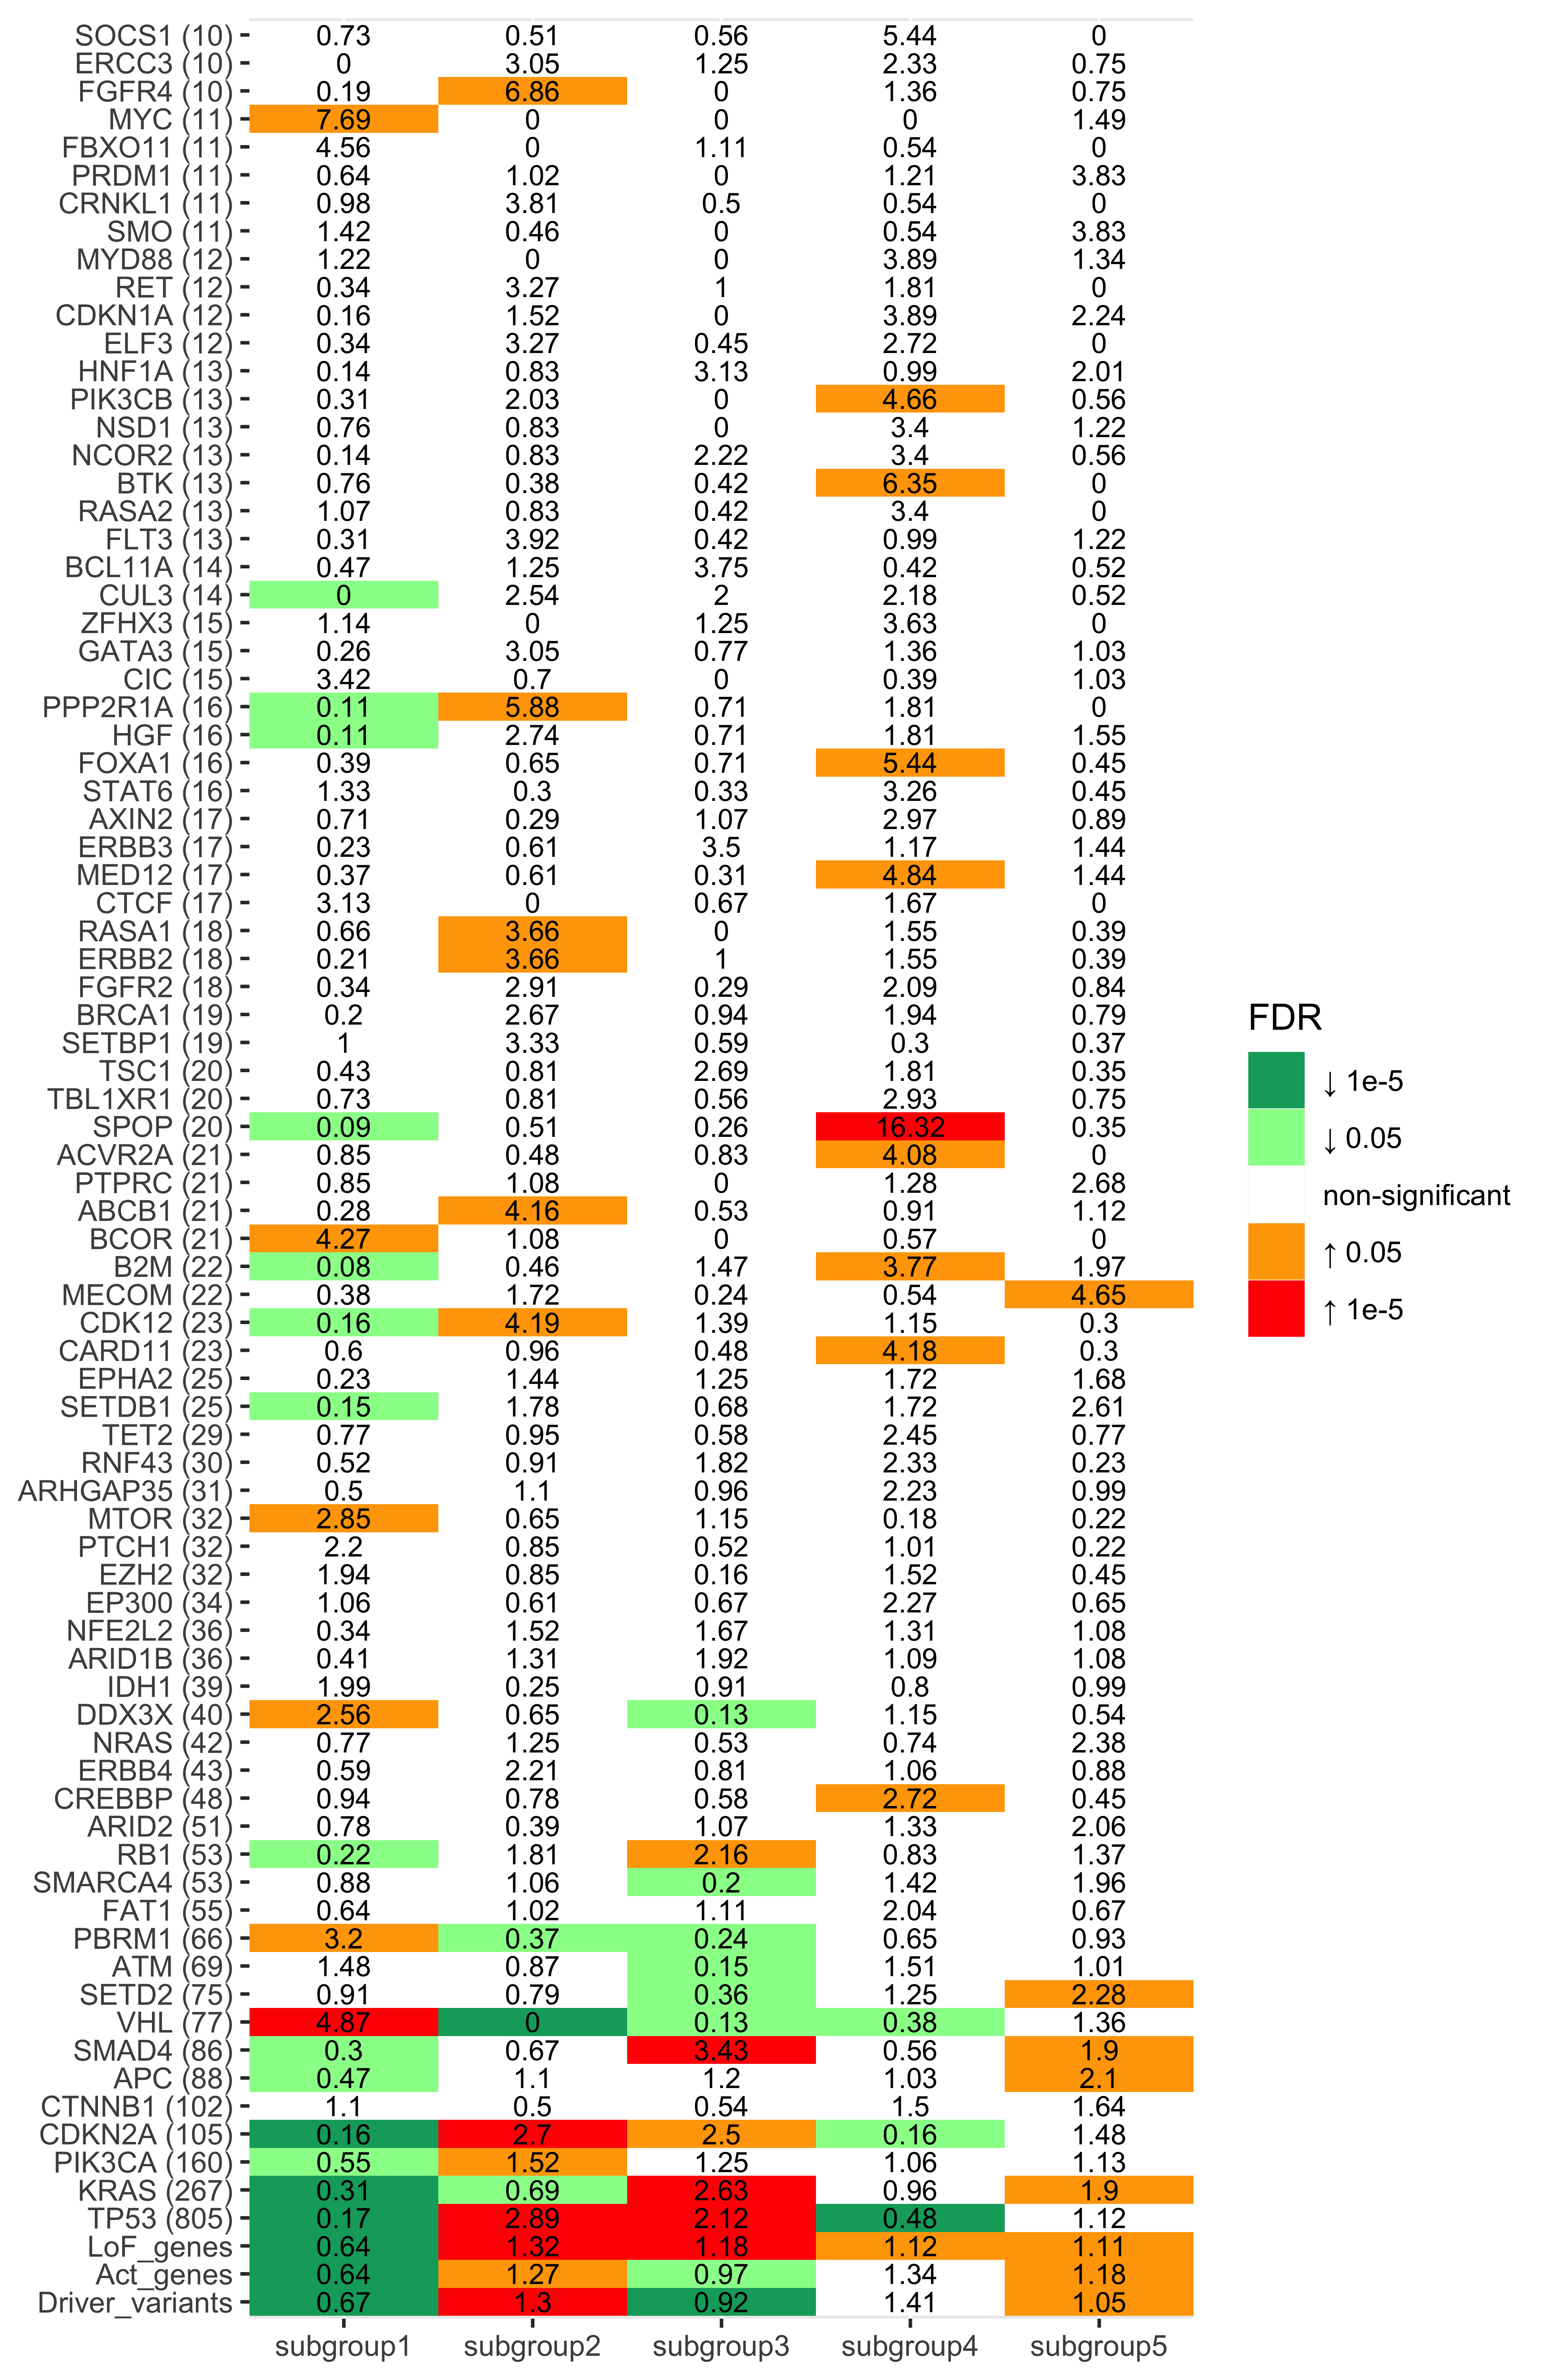 SOCS1 (10) 0.73 0.51 0.56 5.44 0
ERCC3 (10) 0 3.05 1.25 2.33 0.75
FGFR4 (10) 0.19 6.86 0 1.36 0.75
MYC (11) 7.69 0 0 0 1.49
FBXO11 (11) 4.56 0 1.11 0.54 0
PRDM1 (11) 0.64 1.02 0 1.21 3.83
CRNKL1 (11) 0.98 3.81 0.5 0.54 0
SMO (11) 1.42 0.46 0 0.54 3.83
MYD88 (12) 1.22 0 0 3.89 1.34
RET (12) 0.34 3.27 1 1.81 0
CDKN1A (12) 0.16 1.52 0 3.89 2.24
ELF3 (12) 0.34 3.27 0.45 2.72 0
HNF1A (13) 0.14 0.83 3.13 0.99 2.01
PIK3CB (13) 0.31 2.03 0 4.66 0.56
NSD1 (13) 0.76 0.83 0 3.4 1.22
NCOR2 (13) 0.14 0.83 2.22 3.4 0.56
BTK (13) 0.76 0.38 0.42 6.35 0
RASA2 (13) 1.07 0.83 0.42 3.4 0
FLT3 (13) 0.31 3.92 0.42 0.99 1.22
BCL11A (14) 0.47 1.25 3.75 0.42 0.52
CUL3 (14) 0 2.54 2 2.18 0.52
ZFHX3 (15) 1.14 0 1.25 3.63 0
GATA3 (15) 0.26 3.05 0.77 1.36 1.03
CIC (15) 3.42 0.7 0 0.39 1.03
PPP2R1A (16) 0.11 5.88 0.71 1.81 0
HGF (16) 0.11 2.74 0.71 1.81 1.55
FOXA1 (16) 0.39 0.65 0.71 5.44 0.45
STAT6 (16) 1.33 0.3 0.33 3.26 0.45
AXIN2 (17) 0.71 0.29 1.07 2.97 0.89
ERBB3 (17) 0.23 0.61 3.5 1.17 1.44
MED12 (17) 0.37 0.61 0.31 4.84 1.44
CTCF (17) 3.13 0 0.67 1.67 0
RASA1 (18) 0.66 3.66 0 1.55 0.39
ERBB2 (18) 0.21 3.66 1 1.55 0.39
FGFR2 (18) 0.34 2.91 0.29 2.09 0.84
BRCA1 (19) 0.2 2.67 0.94 1.94 0.79
SETBP1 (19) 1 3.33 0.59 0.3 0.37
TSC1 (20) 0.43 0.81 2.69 1.81 0.35
TBL1XR1 (20) 0.73 0.81 0.56 2.93 0.75
SPOP (20) 0.09 0.51 0.26 16.32 0.35
ACVR2A (21) 0.85 0.48 0.83 4.08 0
PTPRC (21) 0.85 1.08 0 1.28 2.68
ABCB1 (21) 0.28 4.16 0.53 0.91 1.12
BCOR (21) 4.27 1.08 0 0.57 0
B2M (22) 0.08 0.46 1.47 3.77 1.97
MECOM (22) 0.38 1.72 0.24 0.54 4.65
CDK12 (23) 0.16 4.19 1.39 1.15 0.3
CARD11 (23) 0.6 0.96 0.48 4.18 0.3
EPHA2 (25) 0.23 1.44 1.25 1.72 1.68
SETDB1 (25) 0.15 1.78 0.68 1.72 2.61
TET2 (29) 0.77 0.95 0.58 2.45 0.77
RNF43 (30) 0.52 0.91 1.82 2.33 0.23
ARHGAP35 (31) 0.5 1.1 0.96 2.23 0.99
MTOR (32) 2.85 0.65 1.15 0.18 0.22
PTCH1 (32) 2.2 0.85 0.52 1.01 0.22
EZH2 (32) 1.94 0.85 0.16 1.52 0.45
EP300 (34) 1.06 0.61 0.67 2.27 0.65
NFE2L2 (36) 0.34 1.52 1.67 1.31 1.08
ARID1B (36) 0.41 1.31 1.92 1.09 1.08
IDH1 (39) 1.99 0.25 0.91 0.8 0.99
DDX3X (40) 2.56 0.65 0.13 1.15 0.54
NRAS (42) 0.77 1.25 0.53 0.74 2.38
ERBB4 (43) 0.59 2.21 0.81 1.06 0.88
CREBBP (48) 0.94 0.78 0.58 2.72 0.45
ARID2 (51) 0.78 0.39 1.07 1.33 2.06
RB1 (53) 0.22 1.81 2.16 0.83 1.37
SMARCA4 (53) 0.88 1.06 0.2 1.42 1.96
FAT1 (55) 0.64 1.02 1.11 2.04 0.67
PBRM1 (66) 3.2 0.37 0.24 0.65 0.93
ATM (69) 1.48 0.87 0.15 1.51 1.01
SETD2 (75) 0.91 0.79 0.36 1.25 2.28
VHL (77) 4.87 0 0.13 0.38 1.36
SMAD4 (86) 0.3 0.67 3.43 0.56 1.9
APC (88) 0.47 1.1 1.2 1.03 2.1
CTNNB1 (102) 1.1 0.5 0.54 1.5 1.64
CDKN2A (105) 0.16 2.7 2.5 0.16 1.48
PIK3CA (160) 0.55 1.52 1.25 1.06 1.13
KRAS (267) 0.31 0.69 2.63 0.96 1.9
TP53 (805) 0.17 2.89 2.12 0.48 1.12
LoF_genes 0.64 1.32 1.18 1.12 1.11
Act_genes 0.64 1.27 0.97 1.34 1.18
Driver_variants 0.67 1.3 0.92 1.41 1.05
subgroup1 subgroup2 subgroup3 subgroup4 subgroup5
FDR
↓ 1e-5
↓ 0.05
non-significant
↑ 0.05
↑ 1e-5